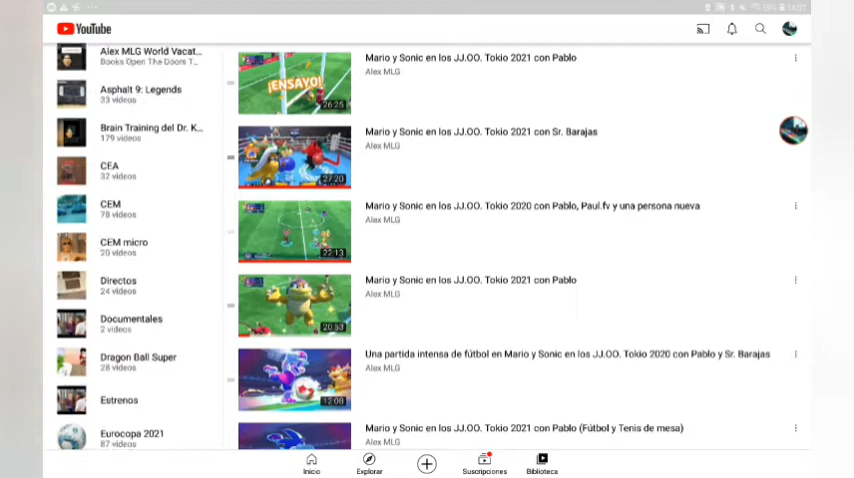 59% 14:01
YouTube
Alex MLG World Vacat...
Books Open The Doors T...
Asphalt 9: Legends
33 videos
Brain Training del Dr. K...
179 videos
CEA
32 videos
CEM
78 videos
CEM micro
20 videos
Directos
24 videos
Documentales
2 videos
Dragon Ball Super
28 videos
Estrenos
Eurocopa 2021
87 videos
¡ENSAYO!
26:25
Mario y Sonic en los JJ.OO. Tokio 2021 con Pablo
Alex MLG
27:20
Mario y Sonic en los JJ.OO. Tokio 2021 con Sr. Barajas
Alex MLG
22:13
Mario y Sonic en los JJ.OO. Tokio 2020 con Pablo, Paul.fv y una persona nueva
Alex MLG
20:53
Mario y Sonic en los JJ.OO. Tokio 2021 con Pablo
Alex MLG
12:08
Una partida intensa de fútbol en Mario y Sonic en los JJ.OO. Tokio 2020 con Pablo y Sr. Barajas
Alex MLG
Mario y Sonic en los JJ.OO. Tokio 2021 con Pablo (Fútbol y Tenis de mesa)
Alex MLG
Inicio
Explorar
Suscripciones
Biblioteca